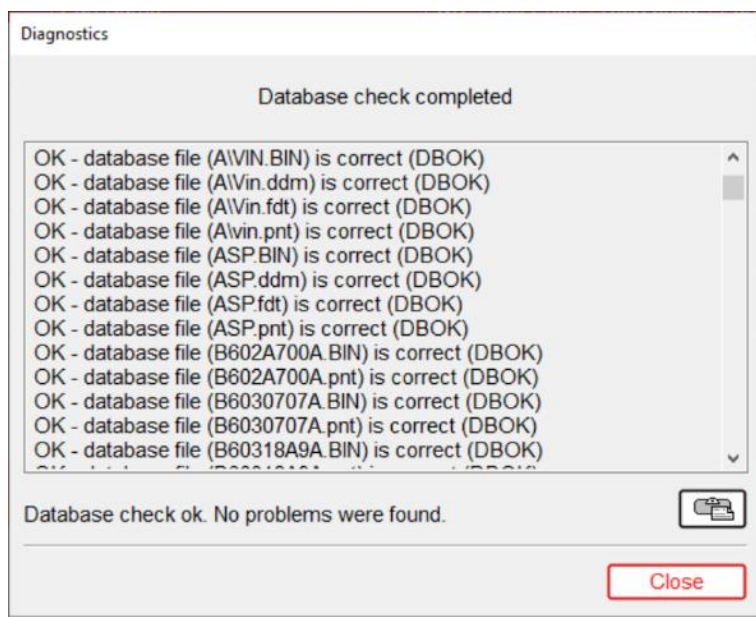 Diagnostics
Database check completed
OK - database file (A\VIN.BIN) is correct (DBOK)
OK - database file (A\Vin.ddm) is correct (DBOK)
OK - database file (A\Vin.fdt) is correct (DBOK)
OK - database file (A\vin.pnt) is correct (DBOK)
OK - database file (ASP.BIN) is correct (DBOK)
OK - database file (ASP.ddm) is correct (DBOK)
OK - database file (ASP.fdt) is correct (DBOK)
OK - database file (ASP.pnt) is correct (DBOK)
OK - database file (B602A700A.BIN) is correct (DBOK)
OK - database file (B602A700A.pnt) is correct (DBOK)
OK - database file (B6030707A.BIN) is correct (DBOK)
OK - database file (B6030707A.pnt) is correct (DBOK)
OK - database file (B60318A9A.BIN) is correct (DBOK)
Database check ok. No problems were found.
Close